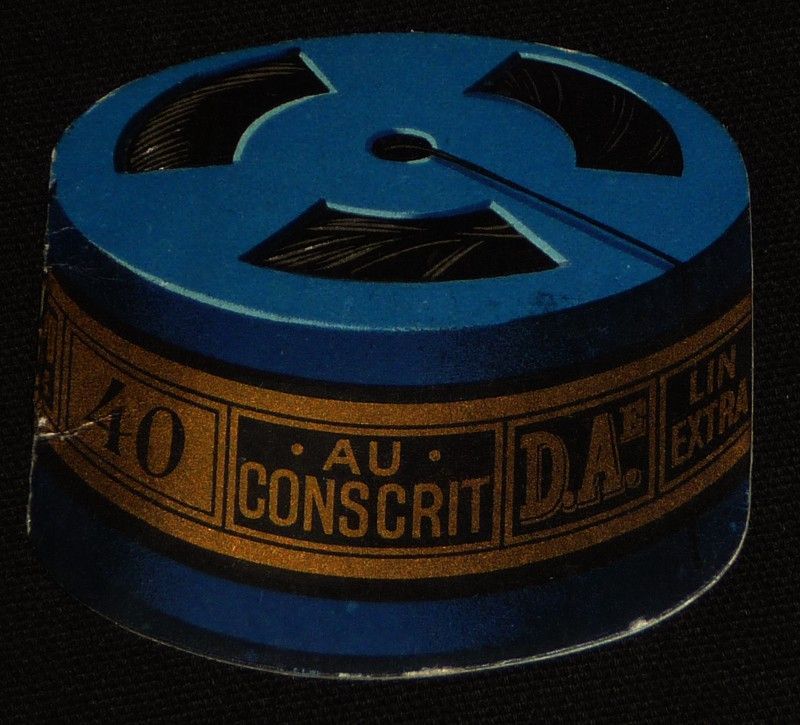 40
· AU ·
CONSCRIT
D.A.
LIN
EXTRA